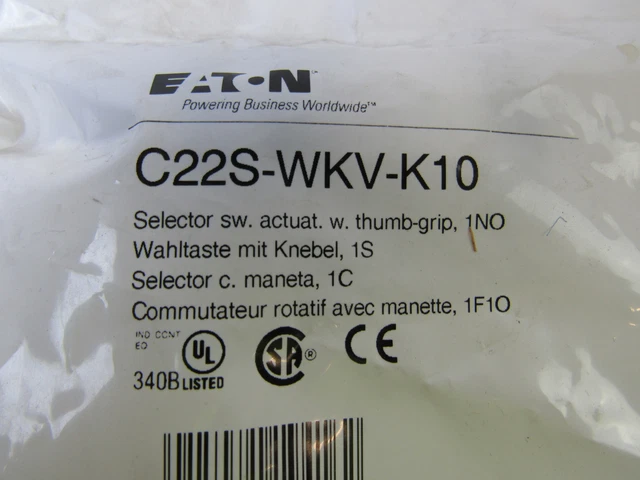 EATON
Powering Business Worldwide™
C22S-WKV-K10
Selector sw. actuat. w. thumb-grip, 1NO
Wahltaste mit Knebel, 1S
Selector c. maneta, 1C
Commutateur rotatif avec manette, 1F1O
IND CONT
EQ
UL
SA ®
CE
340B LISTED